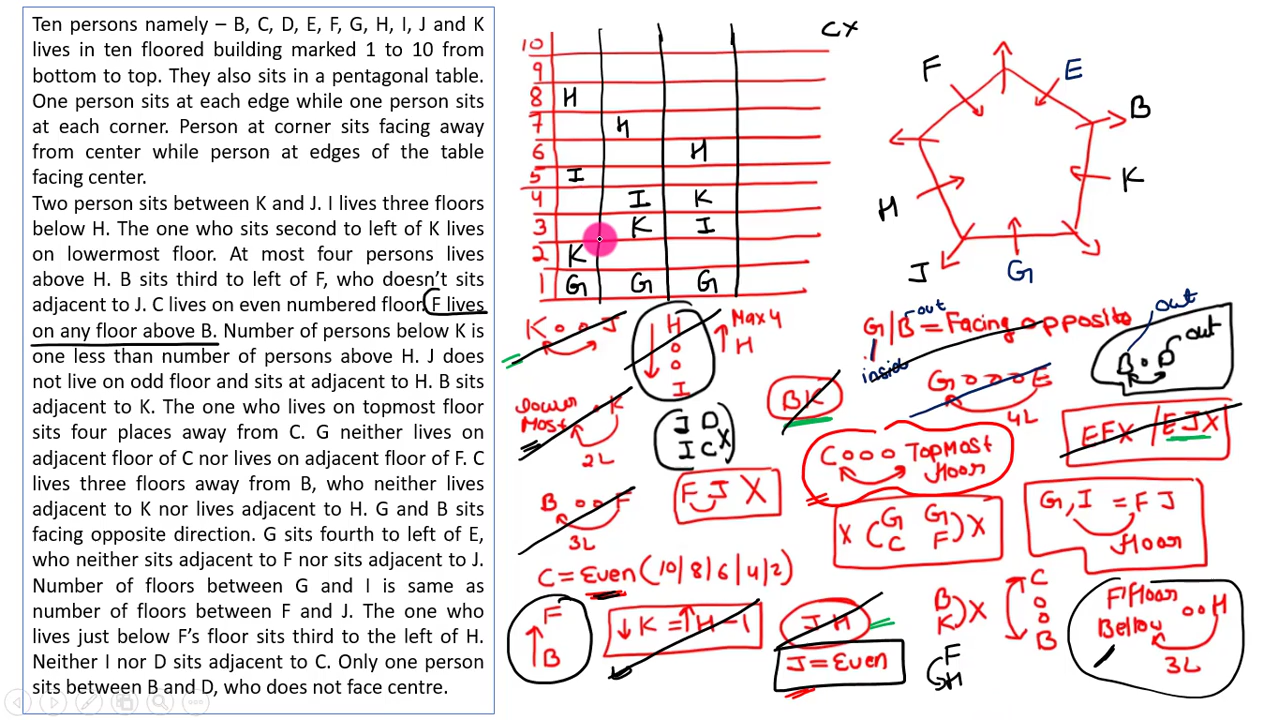 Ten persons namely – B, C, D, E, F, G, H, I, J and K
lives in ten floored building marked 1 to 10 from
bottom to top. They also sits in a pentagonal table.
One person sits at each edge while one person sits
at each corner. Person at corner sits facing away
from center while person at edges of the table
facing center.
Two person sits between K and J. I lives three floors
below H. The one who sits second to left of K lives
on lowermost floor. At most four persons lives
above H. B sits third to left of F, who doesn't sits
adjacent to J. C lives on even numbered floor. F lives
on any floor above B. Number of persons below K is
one less than number of persons above H. J does
not live on odd floor and sits at adjacent to H. B sits
adjacent to K. The one who lives on topmost floor
sits four places away from C. G neither lives on
adjacent floor of C nor lives on adjacent floor of F. C
lives three floors away from B, who neither lives
adjacent to K nor lives adjacent to H. G and B sits
facing opposite direction. G sits fourth to left of E,
who neither sits adjacent to F nor sits adjacent to J.
Number of floors between G and I is same as
number of floors between F and J. The one who
lives just below F's floor sits third to the left of H.
Neither I nor D sits adjacent to C. Only one person
sits between B and D, who does not face centre.
10
9
8 H
7 H
6 H
5 I
4 I K
3 K I
2 K
1 G G G
CX
F
E
B
K
H
J
G
K o o J
H
o
o
I
Max 4
H
lower
Most
K
2L
J D
I C X
B o o F
3L
F J X
G/B = Facing opposite
out
inside
G o o o E
4L
out
B o D out
BK
EFX / EJX
C o o o Topmost
floor
X (G G) X
C F
G, I = F J
floor
C = Even (10/8/6/4/2)
F
B
↓K = ↑H-1
J H
J = Even
B
K ) X
F
G
H
C
o
o
B
F floor
Bellow o o H
3L